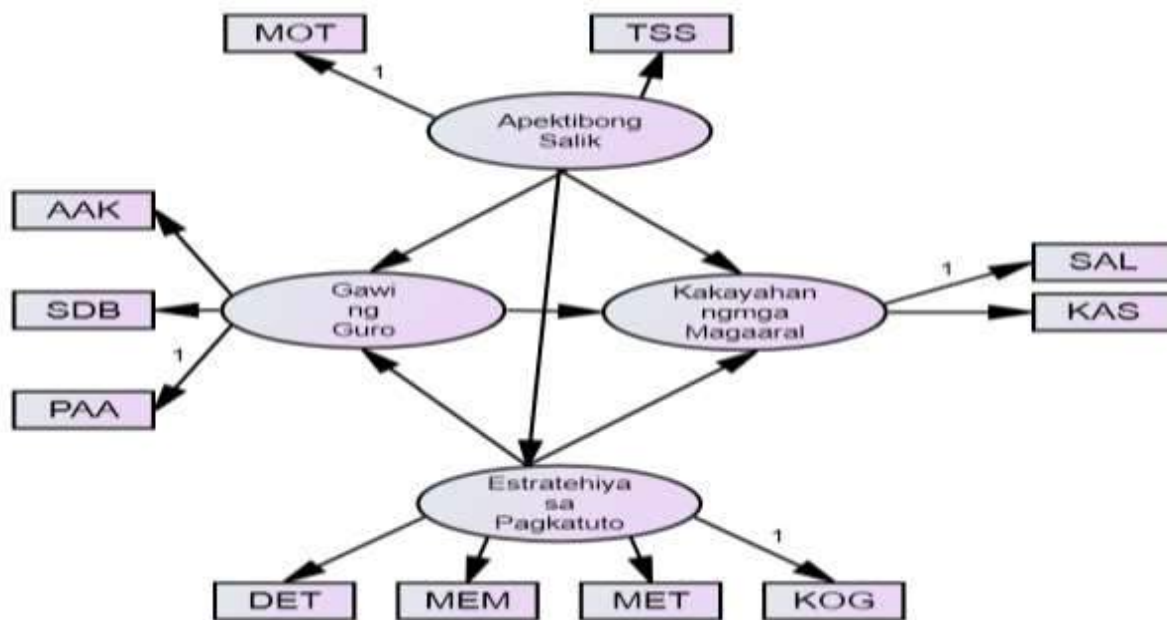 MOT
TSS
1
Apektibong
Salik
AAK
SDB
1
PAA
Gawi
ng
Guro
Kakayahan
ngmga
Magaaral
1
SAL
KAS
Estratehiya
sa
Pagkatuto
1
DET
MEM
MET
KOG